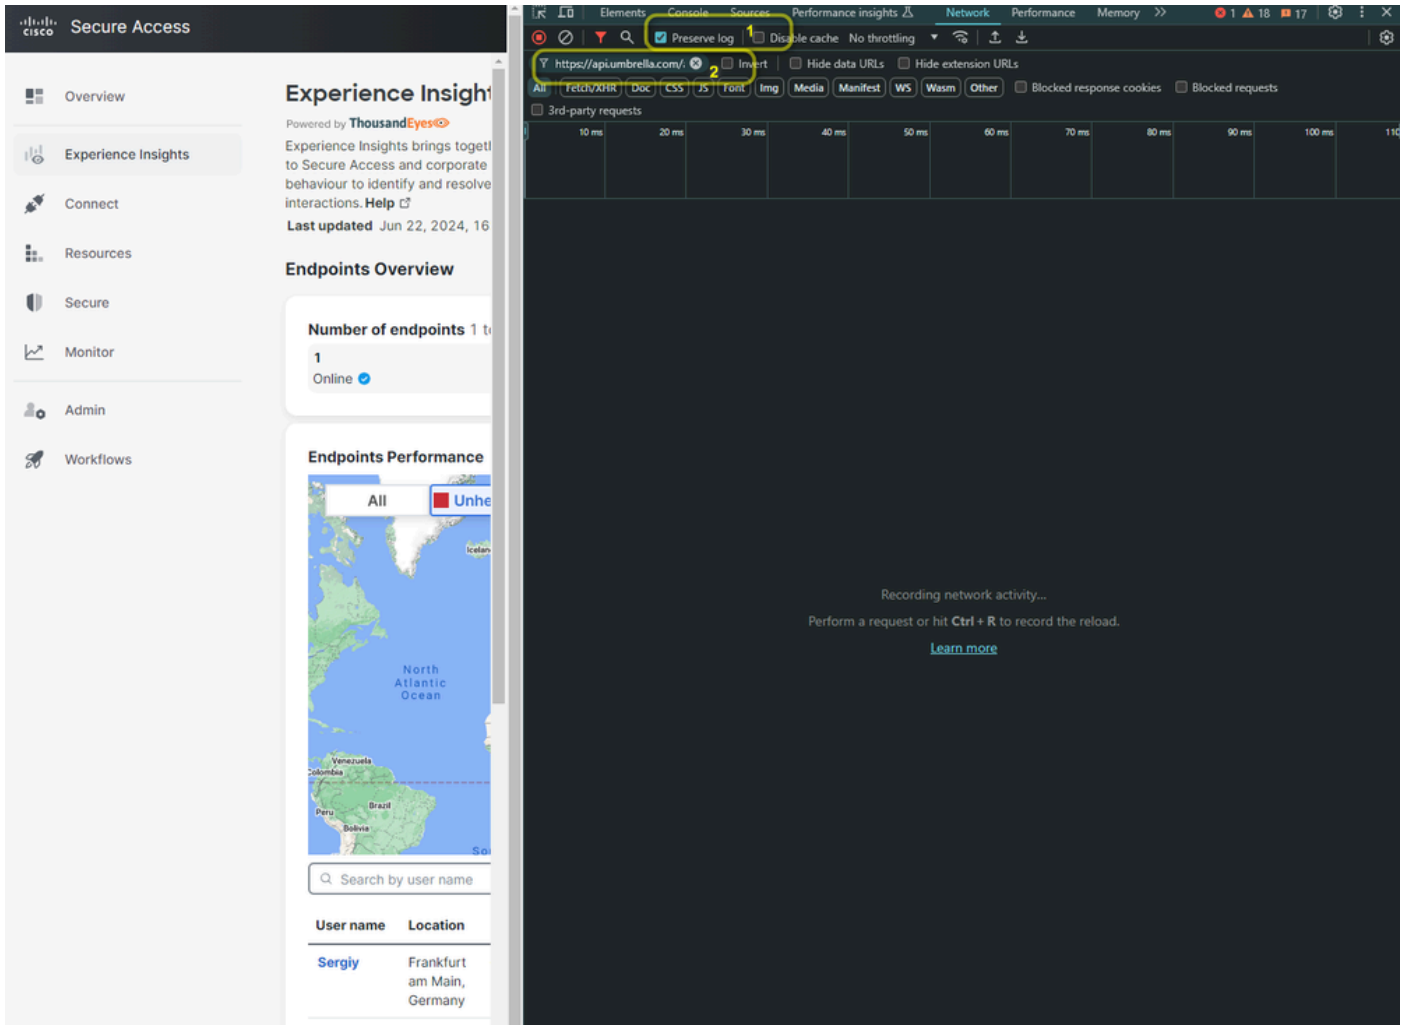 CISCO
Secure Access
Overview
Experience Insights
Connect
Resources
Secure
Monitor
Admin
Workflows
Experience Insight
Powered by ThousandEyes
Experience Insights brings togetl
to Secure Access and corporate
behaviour to identify and resolve
interactions. Help
Last updated Jun 22, 2024, 16
Endpoints Overview
Number of endpoints 1 t
1
Online
Endpoints Performance
All
Unhe
Icelan
North
Atlantic
Ocean
Venezuela
Colombia
Peru
Brazil
Bolivia
So
Search by user name
User name Location
Sergiy Frankfurt
am Main,
Germany
Elements Console Sources Performance insights Network Performance Memory 1 18 17
Preserve log 1 Disable cache No throttling
https://api.umbrella.com/. 2 Invert Hide data URLs Hide extension URLs
All Fetch/XHR Doc CSS JS Font Img Media Manifest WS Wasm Other Blocked response cookies Blocked requests
3rd-party requests
10 ms 20 ms 30 ms 40 ms 50 ms 60 ms 70 ms 80 ms 90 ms 100 ms 110
Recording network activity...
Perform a request or hit Ctrl + R to record the reload.
Learn more